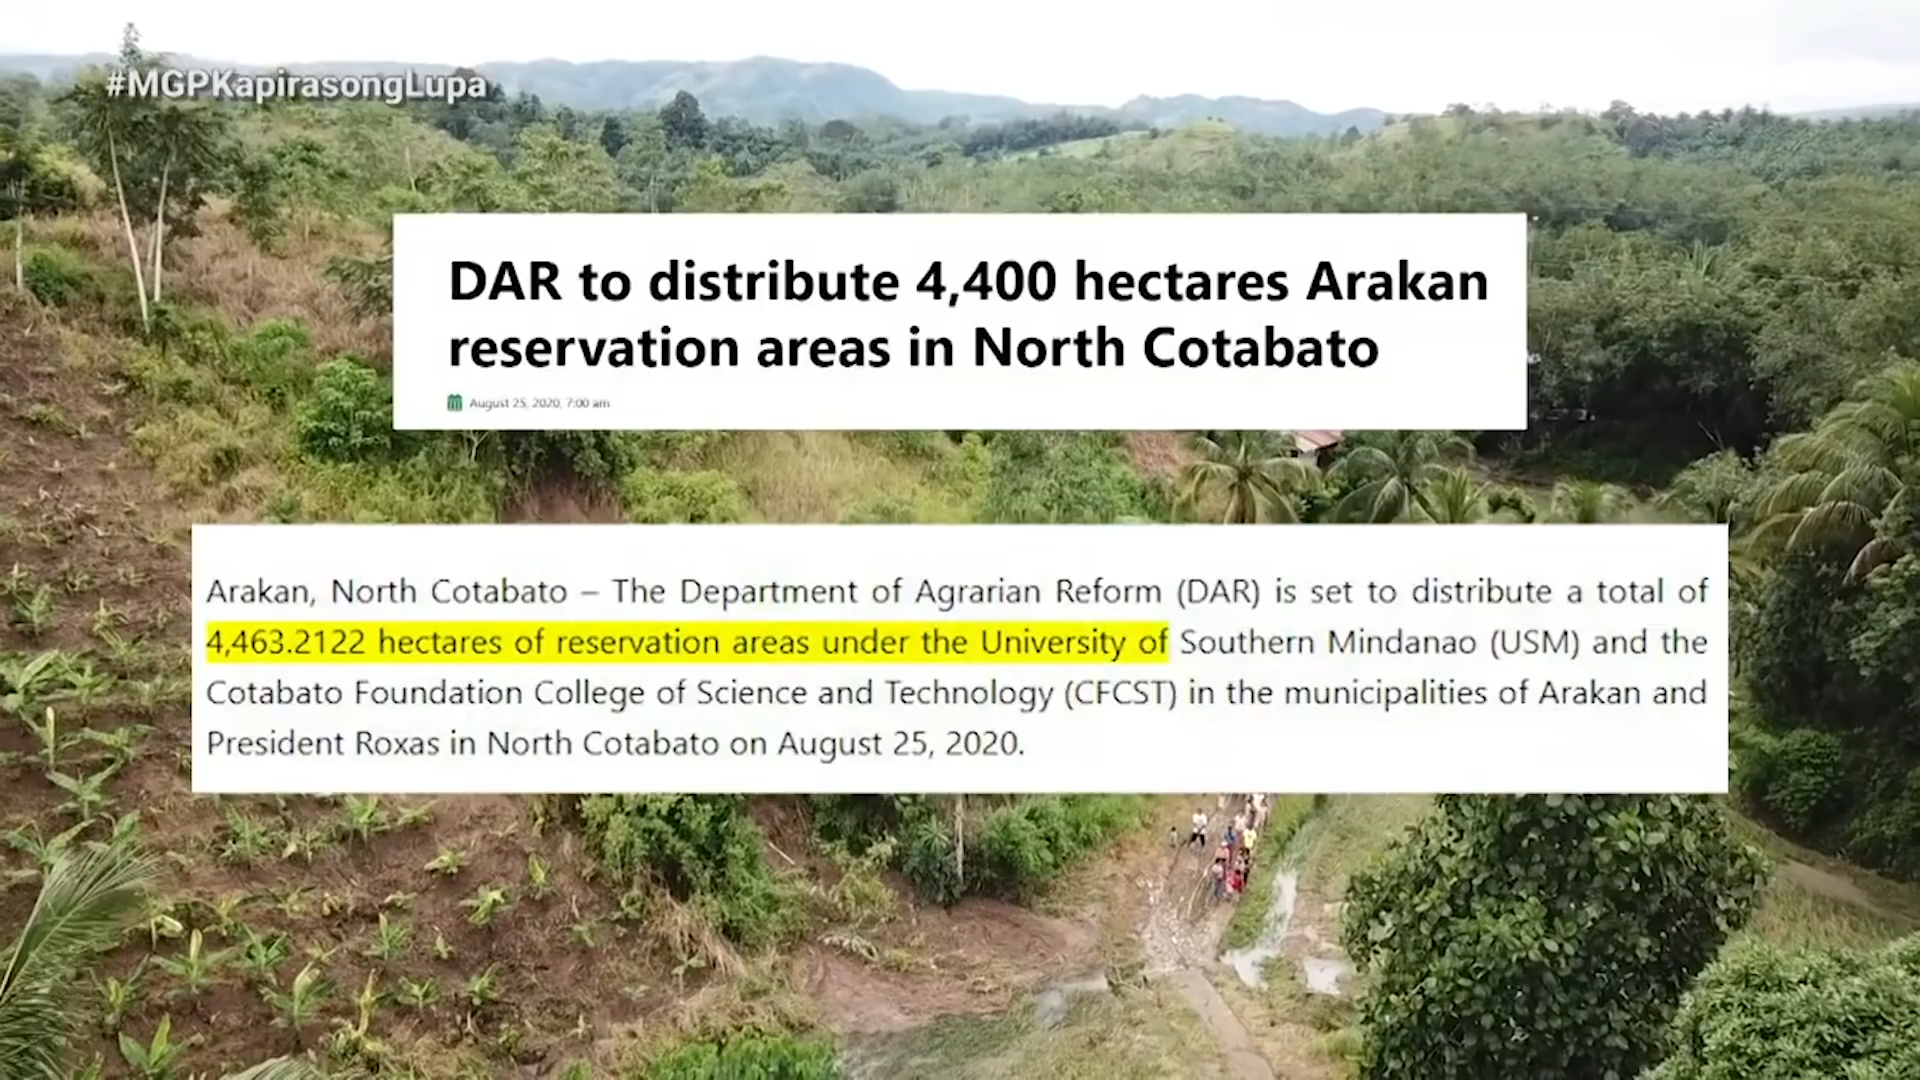 #MGPKapirasongLupa
DAR to distribute 4,400 hectares Arakan
reservation areas in North Cotabato
August 25, 2020, 7:00 am
Arakan, North Cotabato – The Department of Agrarian Reform (DAR) is set to distribute a total of
4,463.2122 hectares of reservation areas under the University of Southern Mindanao (USM) and the
Cotabato Foundation College of Science and Technology (CFCST) in the municipalities of Arakan and
President Roxas in North Cotabato on August 25, 2020.